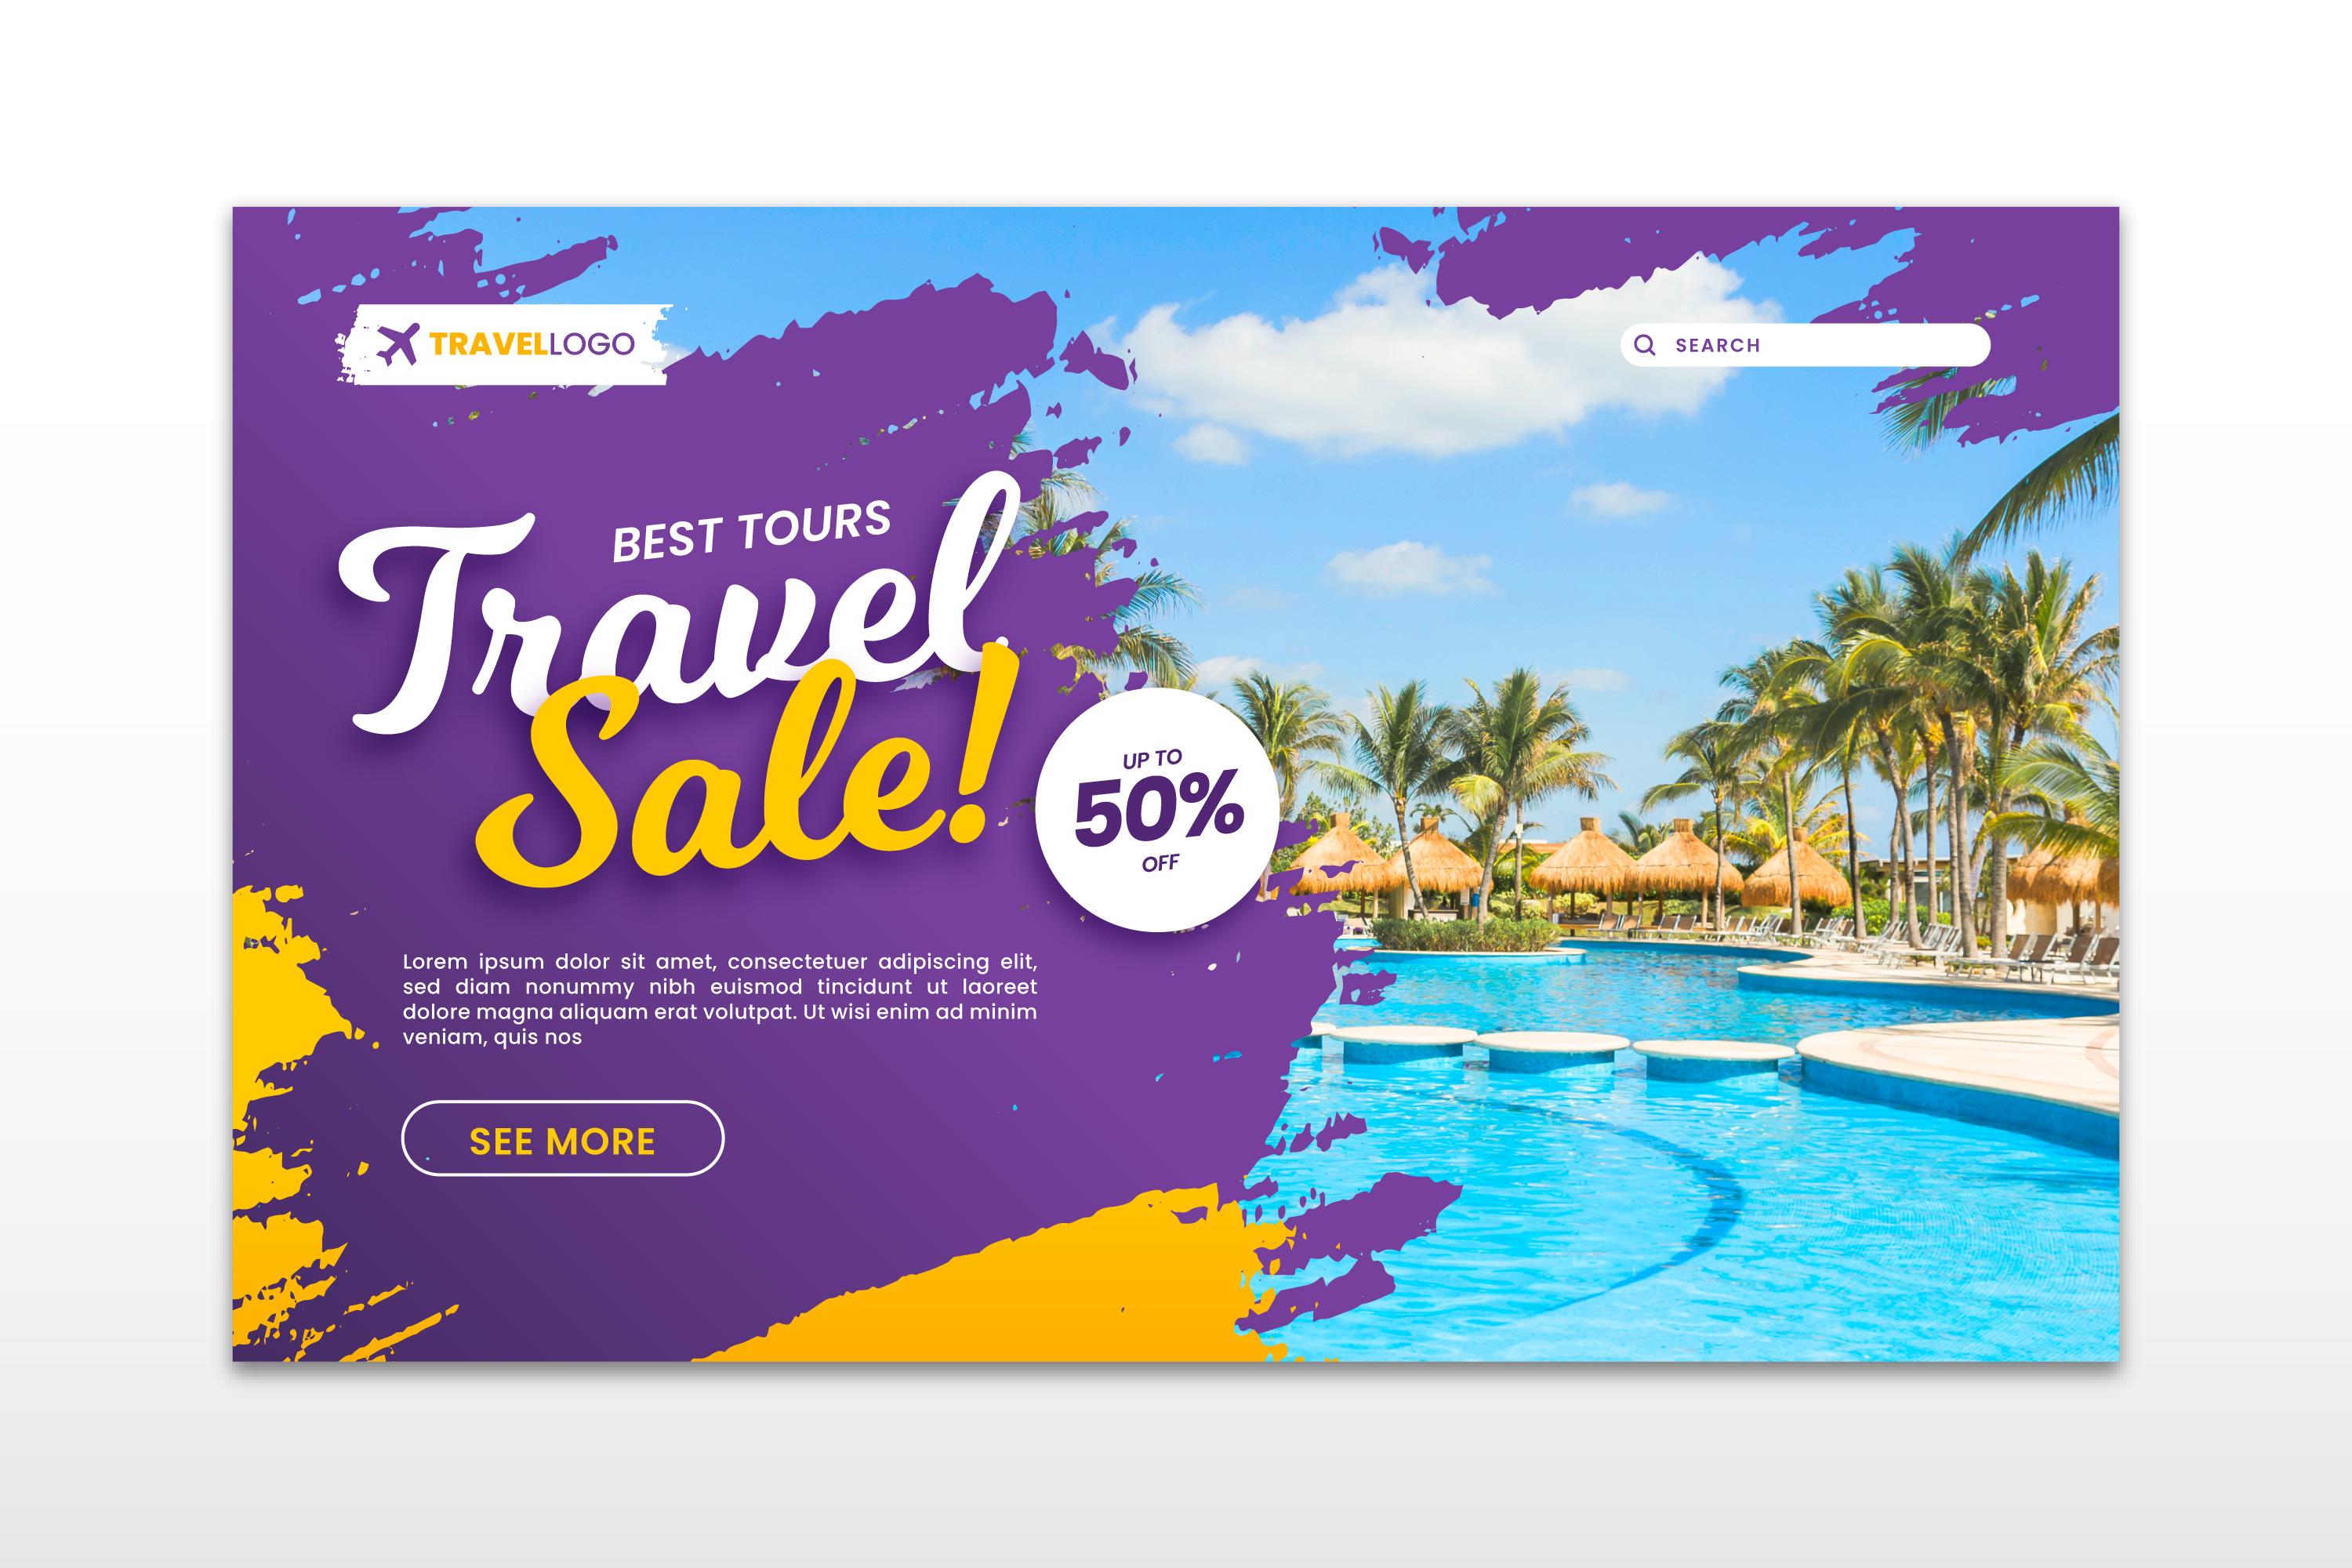 TRAVELLOGO
SEARCH
BEST TOURS
Travel
Sale!
UP TO
50%
OFF
Lorem ipsum dolor sit amet, consectetuer adipiscing elit,
sed diam nonummy nibh euismod tincidunt ut laoreet
dolore magna aliquam erat volutpat. Ut wisi enim ad minim
veniam, quis nos
SEE MORE